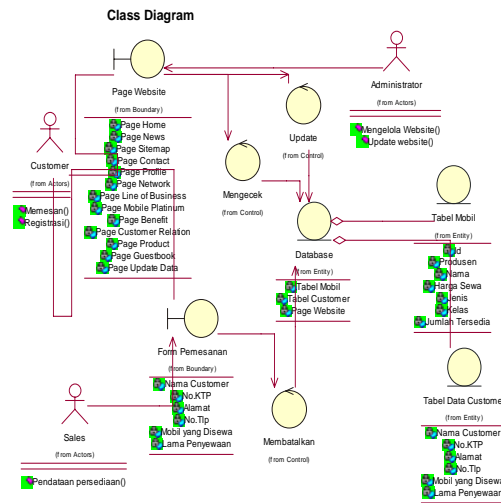 Class Diagram
Page Website
(from Boundary)
Page Home
Page News
Page Sitemap
Page Contact
Page Profile
Page Network
Page Line of Business
Page Mobile Platinum
Page Benefit
Page Customer Relation
Page Product
Page Guestbook
Page Update Data
Administrator
(from Actors)
Mengelola Website()
Update website()
Customer
(from Actors)
Memesan()
Registrasi()
Update
(from Control)
Mengecek
(from Control)
Database
(from Entity)
Tabel Mobil
Tabel Customer
Page Website
Tabel Mobil
(from Entity)
Id
Produsen
Nama
Harga Sewa
Jenis
Kelas
Jumlah Tersedia
Form Pemesanan
(from Boundary)
Nama Customer
No.KTP
Alamat
No.Tlp
Mobil yang Disewa
Lama Penyewaan
Membatalkan
(from Control)
Tabel Data Custome
(from Entity)
Nama Customer
No.KTP
Alamat
No.Tlp
Mobil yang Disewa
Lama Penyewaan
Sales
(from Actors)
Pendataan persediaan()